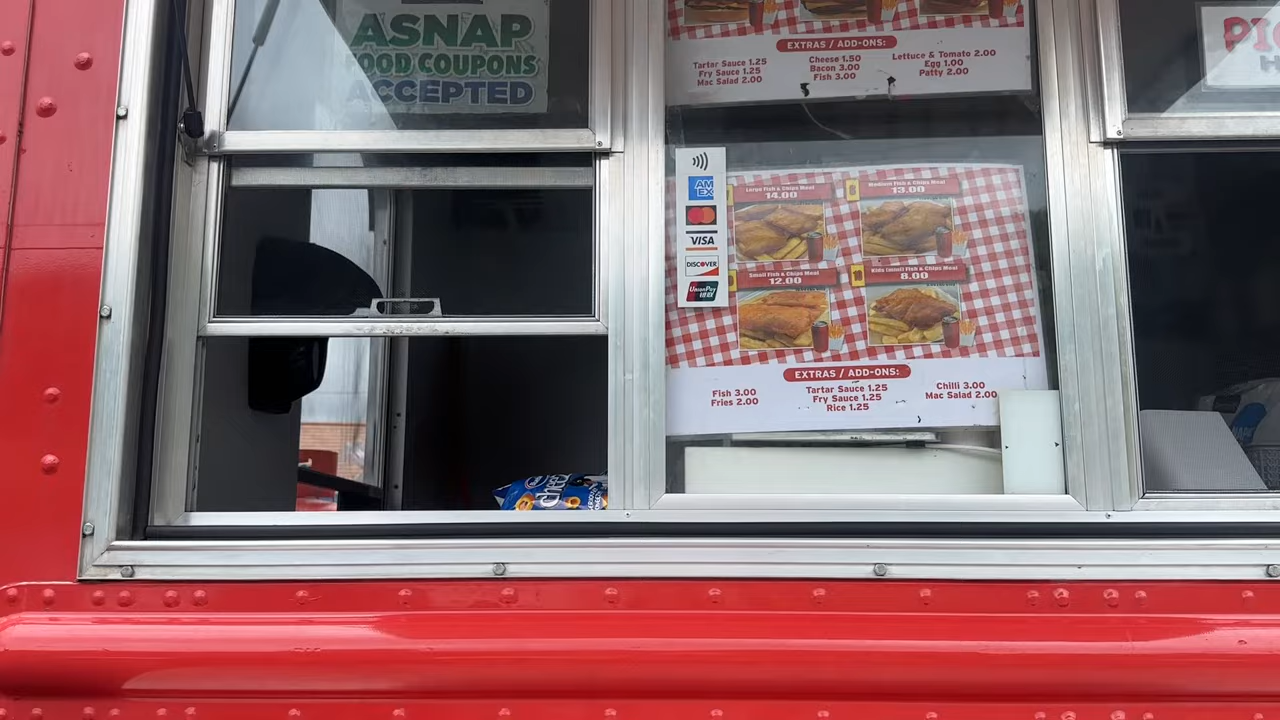 ASNAP
FOOD COUPONS
ACCEPTED
EXTRAS / ADD-ONS:
Tartar Sauce 1.25
Fry Sauce 1.25
Mac Salad 2.00
Cheese 1.50
Bacon 3.00
Fish 3.00
Lettuce & Tomato 2.00
Egg 1.00
Patty 2.00
AM
EX
VISA
DISCOVER
UnionPay
Large Fish & Chips Meal
14.00
Medium Fish & Chips Meal
13.00
Small Fish & Chips Meal
12.00
Kids (mini) Fish & Chips Meal
8.00
EXTRAS / ADD-ONS:
Fish 3.00
Fries 2.00
Tartar Sauce 1.25
Fry Sauce 1.25
Rice 1.25
Chilli 3.00
Mac Salad 2.00